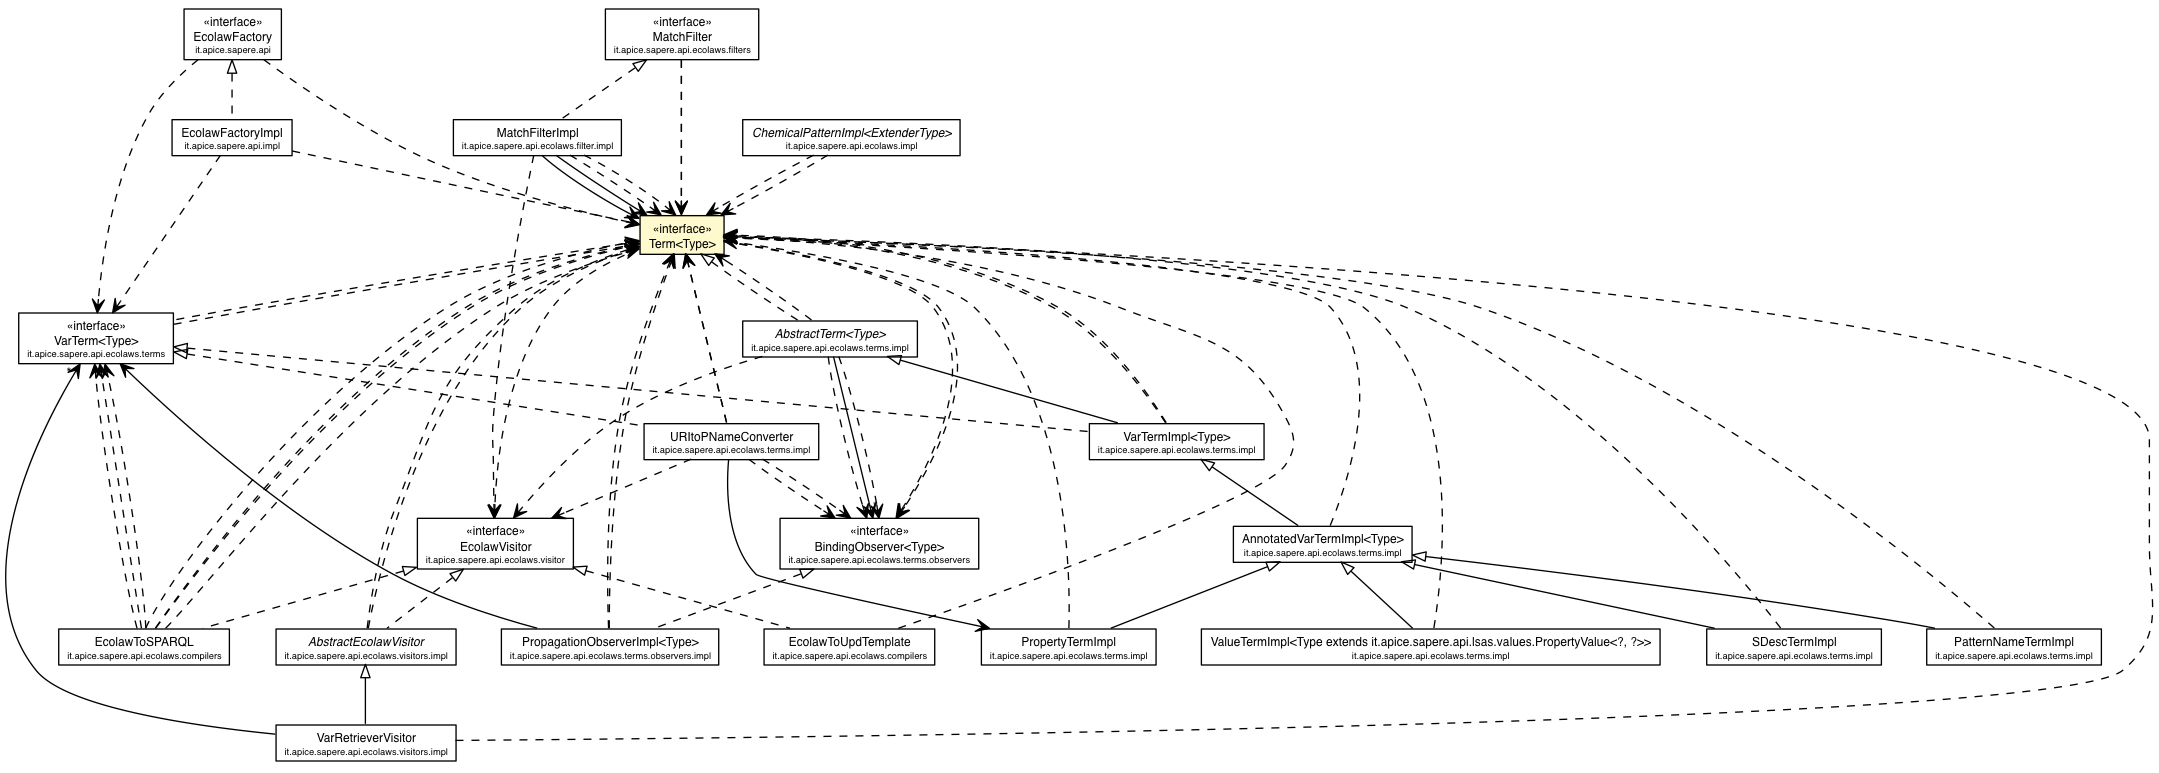 «interface»
EcolawFactory
it.apice.sapere.api
«interface»
MatchFilter
it.apice.sapere.api.ecolaws.filters
EcolawFactoryImpl
it.apice.sapere.api.impl
MatchFilterImpl
it.apice.sapere.api.ecolaws.filter.impl
ChemicalPatternImpl<ExtenderType>
it.apice.sapere.api.ecolaws.impl
«interface»
Term<Type>
«interface»
VarTerm<Type>
it.apice.sapere.api.ecolaws.terms
AbstractTerm<Type>
it.apice.sapere.api.ecolaws.terms.impl
URItoPNameConverter
it.apice.sapere.api.ecolaws.terms.impl
VarTermImpl<Type>
it.apice.sapere.api.ecolaws.terms.impl
«interface»
EcolawVisitor
it.apice.sapere.api.ecolaws.visitor
«interface»
BindingObserver<Type>
it.apice.sapere.api.ecolaws.terms.observers
AnnotatedVarTermImpl<Type>
it.apice.sapere.api.ecolaws.terms.impl
EcolawToSPARQL
it.apice.sapere.api.ecolaws.compilers
AbstractEcolawVisitor
it.apice.sapere.api.ecolaws.visitors.impl
PropagationObserverImpl<Type>
it.apice.sapere.api.ecolaws.terms.observers.impl
EcolawToUpdTemplate
it.apice.sapere.api.ecolaws.compilers
PropertyTermImpl
it.apice.sapere.api.ecolaws.terms.impl
ValueTermImpl<Type extends it.apice.sapere.api.lsas.values.PropertyValue<?, ?>>
it.apice.sapere.api.ecolaws.terms.impl
SDescTermImpl
it.apice.sapere.api.ecolaws.terms.impl
PatternNameTermImpl
it.apice.sapere.api.ecolaws.terms.impl
VarRetrieverVisitor
it.apice.sapere.api.ecolaws.visitors.impl